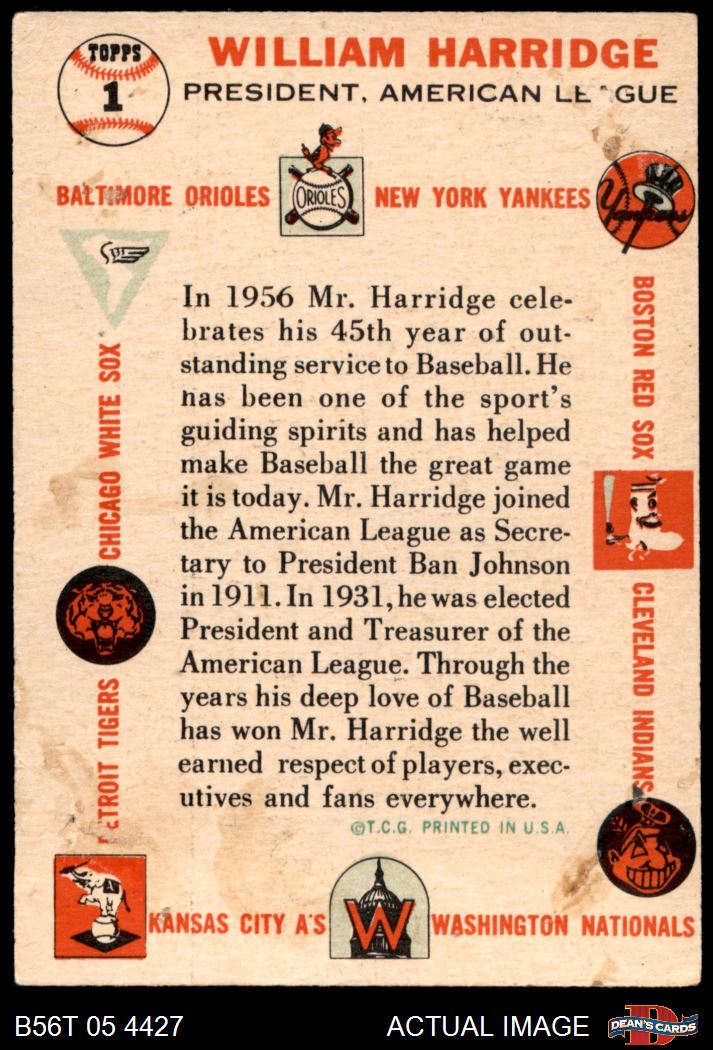 TOPPS
1
WILLIAM HARRIDGE
PRESIDENT, AMERICAN LE GUE
BALTIMORE ORIOLES
ORIOLES
NEW YORK YANKEES
Yankees
In 1956 Mr. Harridge cele-
brates his 45th year of out-
standing service to Baseball. He
has been one of the sport's
guiding spirits and has helped
make Baseball the great game
it is today. Mr. Harridge joined
the American League as Secre-
tary to President Ban Johnson
in 1911. In 1931, he was elected
President and Treasurer of the
American League. Through the
years his deep love of Baseball
has won Mr. Harridge the well
earned respect of players, exec-
utives and fans everywhere.
©T.C.G. PRINTED IN U.S.A.
BOSTON RED SOX
CLEVELAND INDIANS
CHICAGO WHITE SOX
DETROIT TIGERS
A
KANSAS CITY A'S
W
WASHINGTON NATIONALS
B56T 05 4427
ACTUAL IMAGE
D
DEAN'S CARDS